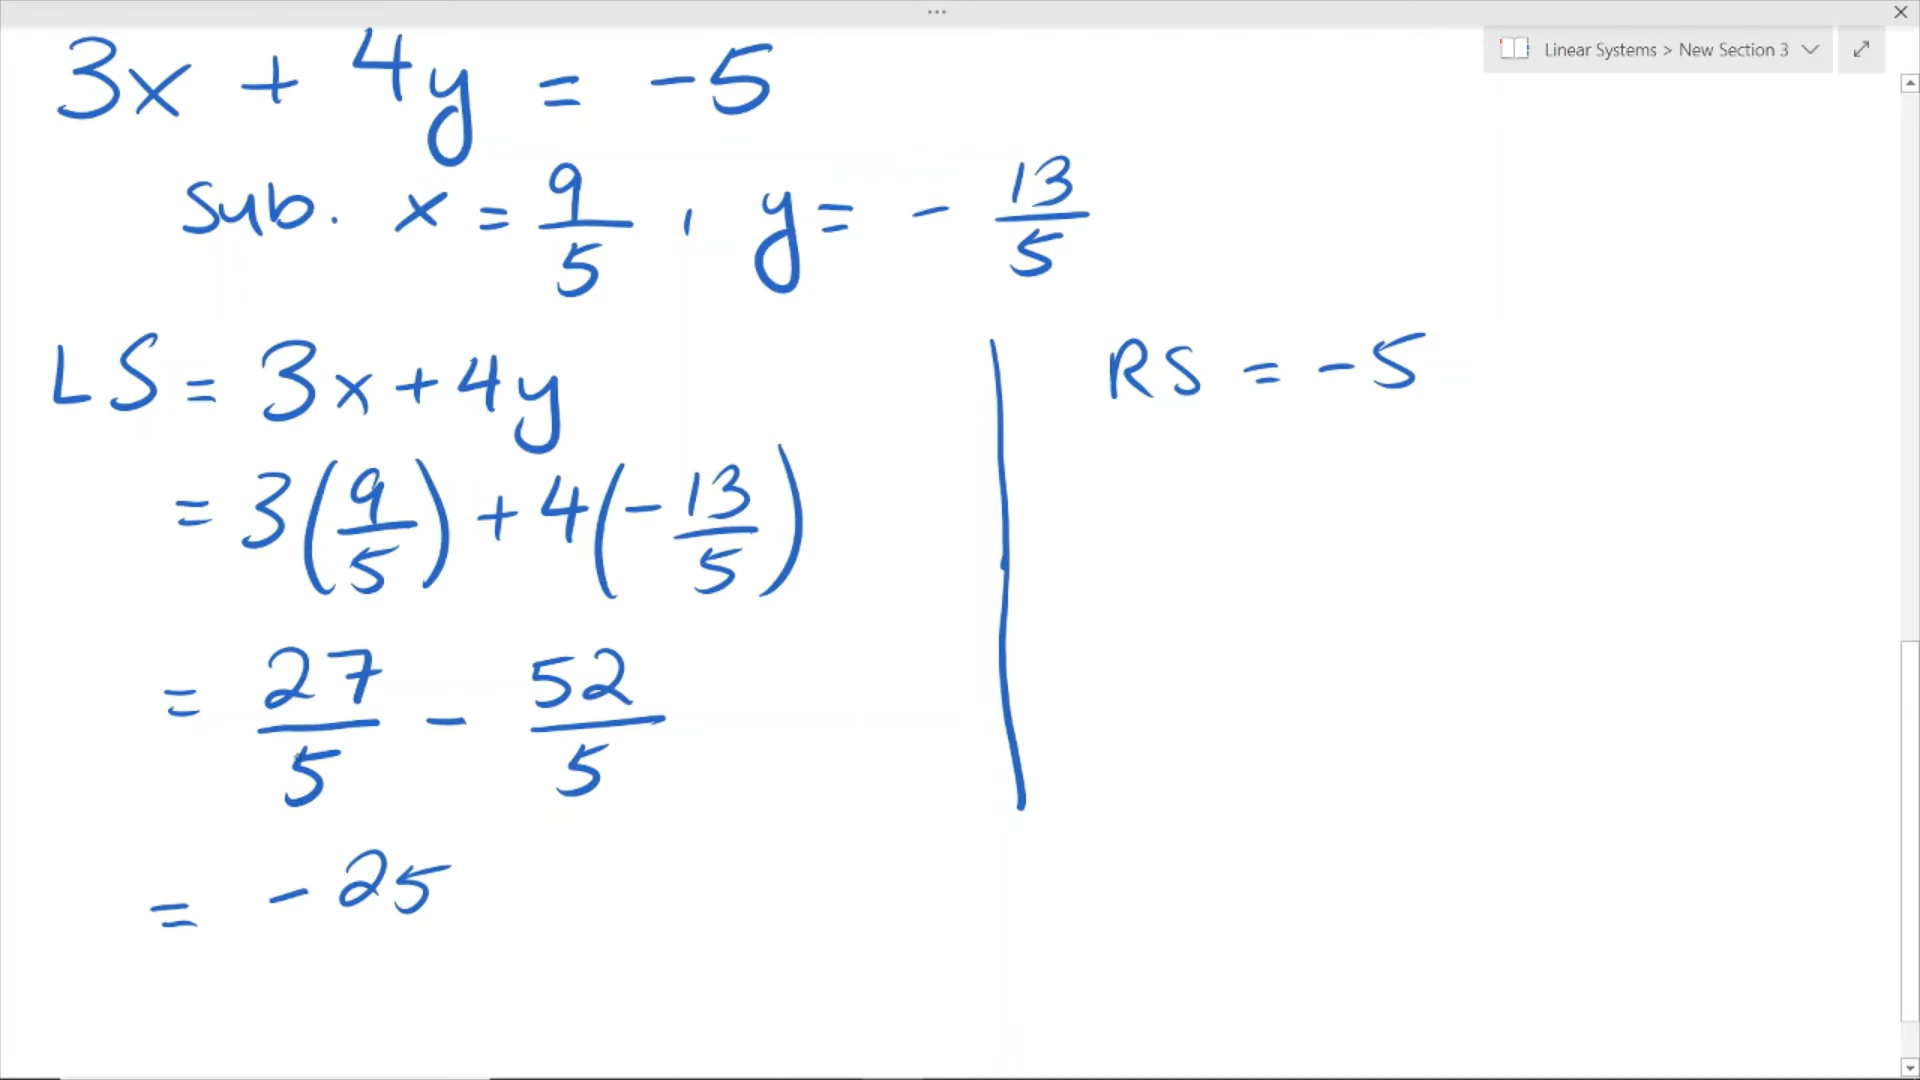 Linear Systems > New Section 3
3x + 4y = -5
Sub. x = 9/5, y = - 13/5
LS = 3x + 4y
= 3(9/5) + 4(-13/5)
= 27/5 - 52/5
= -25
RS = -5